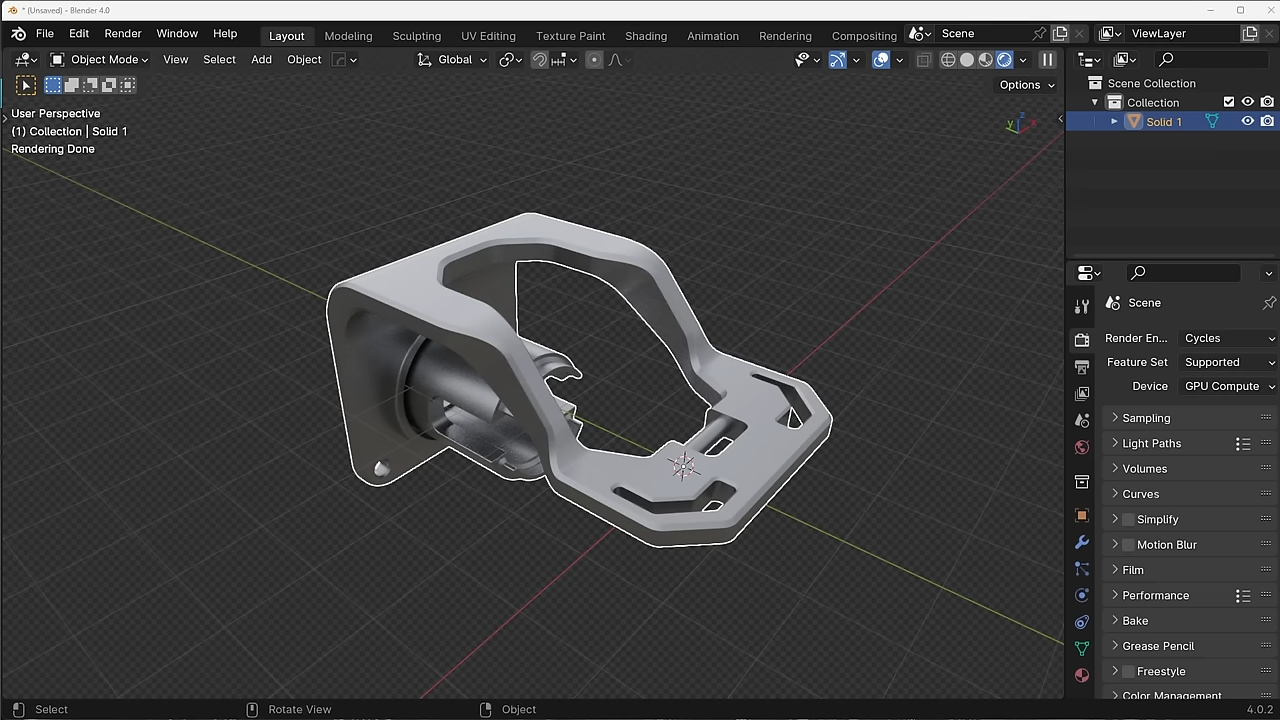 * (Unsaved) - Blender 4.0
File Edit Render Window Help Layout Modeling Sculpting UV Editing Texture Paint Shading Animation Rendering Compositing Scene ViewLayer
Object Mode View Select Add Object Global
Options
User Perspective
(1) Collection | Solid 1
Rendering Done
Z
Y
X
Scene Collection
Collection
Solid 1
Scene
Render En... Cycles
Feature Set Supported
Device GPU Compute
Sampling
Light Paths
Volumes
Curves
Simplify
Motion Blur
Film
Performance
Bake
Grease Pencil
Freestyle
Color Management
Select Rotate View Object 4.0.2